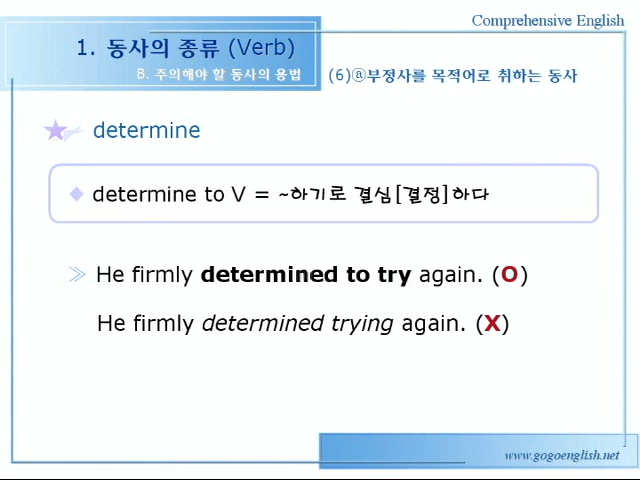 Comprehensive English
1. 동사의 종류 (Verb)
B. 주의해야 할 동사의 용법
(6)ⓐ부정사를 목적어로 취하는 동사
determine
determine to V = ~하기로 결심[결정]하다
He firmly determined to try again. (O)
He firmly determined trying again. (X)
www.gogoenglish.net